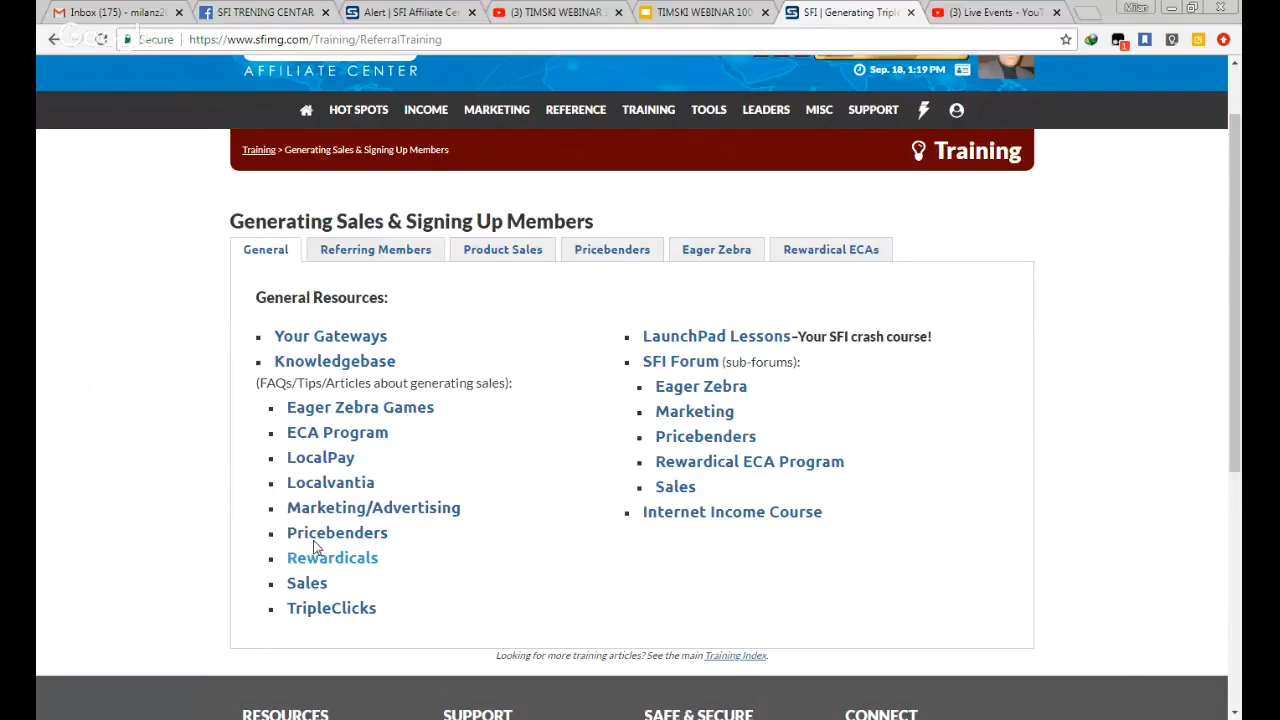 Inbox (175) - milanz2
SFI TRENING CENTAR
Alert | SFI Affiliate Cen
(3) TIMSKI WEBINAR
TIMSKI WEBINAR 100
SFI | Generating Triple
(3) Live Events - YouT
Milan
Secure
https://www.sfimg.com/Training/ReferralTraining
1
AFFILIATE CENTER
Sep. 18, 1:19 PM
HOT SPOTS INCOME MARKETING REFERENCE TRAINING TOOLS LEADERS MISC SUPPORT
Training > Generating Sales & Signing Up Members
Training
Generating Sales & Signing Up Members
General Referring Members Product Sales Pricebenders Eager Zebra Rewardical ECAs
General Resources:
Your Gateways
Knowledgebase
(FAQs/Tips/Articles about generating sales):
Eager Zebra Games
ECA Program
LocalPay
Localvantia
Marketing/Advertising
Pricebenders
Rewardicals
Sales
TripleClicks
LaunchPad Lessons–Your SFI crash course!
SFI Forum (sub-forums):
Eager Zebra
Marketing
Pricebenders
Rewardical ECA Program
Sales
Internet Income Course
Looking for more training articles? See the main Training Index.
RESOURCES SUPPORT SAFE & SECURE CONNECT